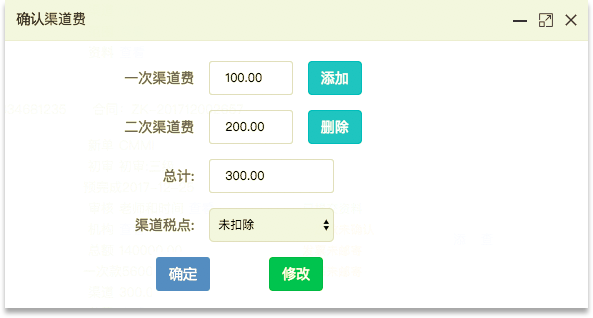 确认渠道费
一次渠道费 100.00 添加
二次渠道费 200.00 删除
总计: 300.00
渠道税点: 未扣除
确定 修改